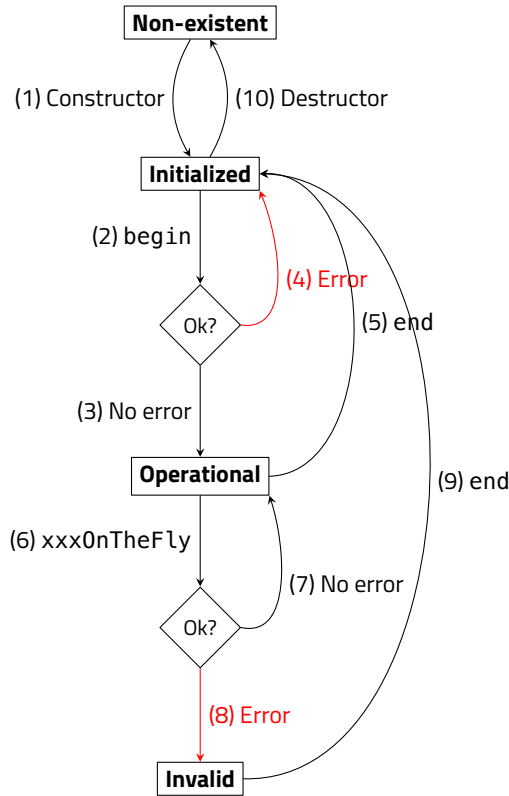 Non-existent
(1) Constructor
(10) Destructor
Initialized
(2) begin
(4) Error
Ok?
(5) end
(3) No error
Operational
(9) end
(6) xxxOnTheFly
(7) No error
Ok?
(8) Error
Invalid